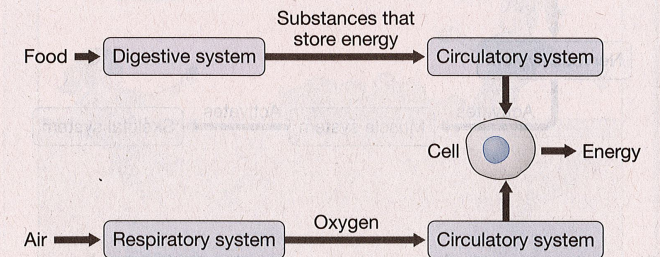 Substances that
store energy
Food
Digestive system
Circulatory system
Cell
Energy
Oxygen
Air
Respiratory system
Circulatory system